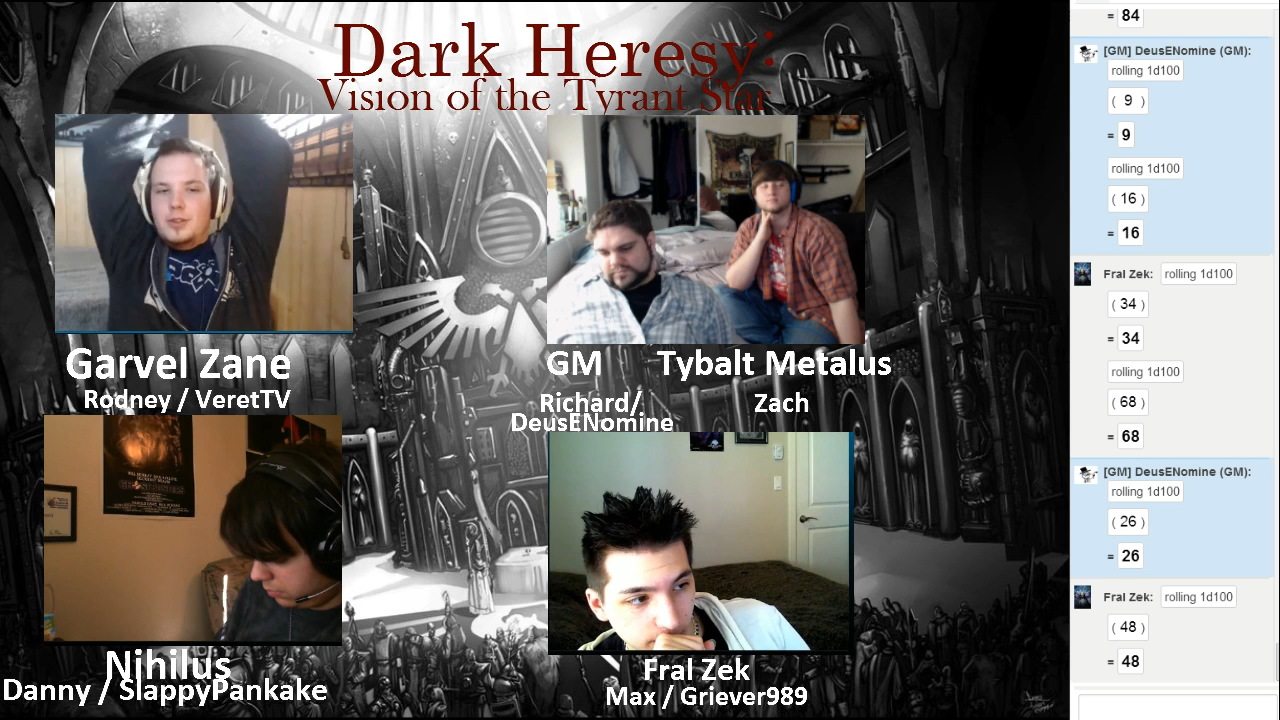 Dark Heresy:
Vision of the Tyrant Star
Garvel Zane
Rodney / VeretTV
GM
Richard/
DeusENomine
Tybalt Metalus
Zach
GHOSTBUSTERS
Nihilus
Danny / SlappyPankake
Fral Zek
Max / Griever989
= 84
[GM] DeusENomine (GM):
rolling 1d100
( 9 )
= 9
rolling 1d100
( 16 )
= 16
Fral Zek: rolling 1d100
( 34 )
= 34
rolling 1d100
( 68 )
= 68
[GM] DeusENomine (GM):
rolling 1d100
( 26 )
= 26
Fral Zek: rolling 1d100
( 48 )
= 48